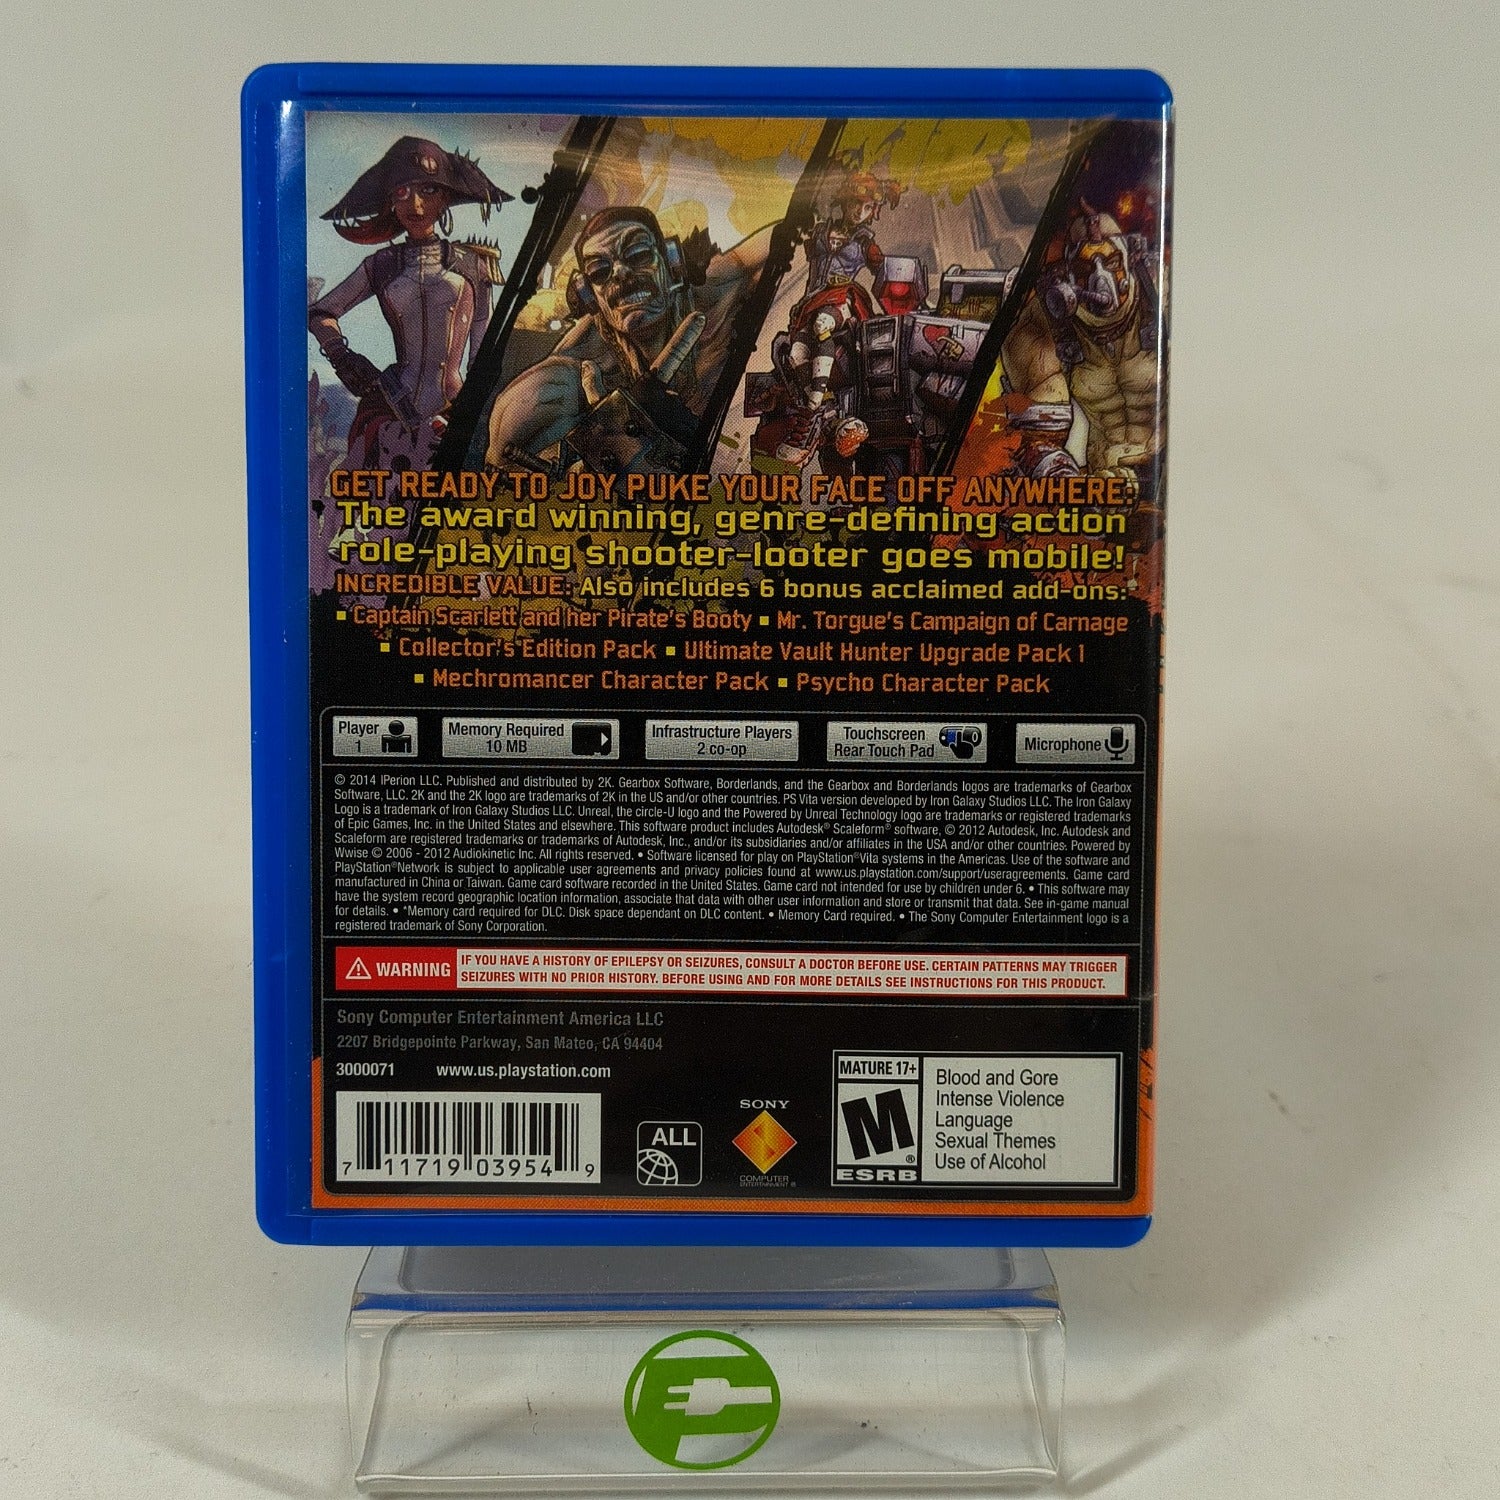 GET READY TO JOY PUKE YOUR FACE OFF ANYWHERE:
The award winning, genre-defining action
role-playing shooter-looter goes mobile!
INCREDIBLE VALUE: Also includes 6 bonus acclaimed add-ons:
▪ Captain Scarlett and her Pirate's Booty ▪ Mr. Torgue's Campaign of Carnage
▪ Collector's Edition Pack ▪ Ultimate Vault Hunter Upgrade Pack 1
▪ Mechromancer Character Pack ▪ Psycho Character Pack
Player
1
Memory Required
10 MB
Infrastructure Players
2 co-op
Touchscreen
Rear Touch Pad
Microphone
© 2014 IPerion LLC. Published and distributed by 2K. Gearbox Software, Borderlands, and the Gearbox and Borderlands logos are trademarks of Gearbox
Software, LLC. 2K and the 2K logo are trademarks of 2K in the US and/or other countries. PS Vita version developed by Iron Galaxy Studios LLC. The Iron Galaxy
Logo is a trademark of Iron Galaxy Studios LLC. Unreal, the circle-U logo and the Powered by Unreal Technology logo are trademarks or registered trademarks
of Epic Games, Inc. in the United States and elsewhere. This software product includes Autodesk® Scaleform® software, © 2012 Autodesk, Inc. Autodesk and
Scaleform are registered trademarks or trademarks of Autodesk, Inc., and/or its subsidiaries and/or affiliates in the USA and/or other countries. Powered by
Wwise © 2006 - 2012 Audiokinetic Inc. All rights reserved. • Software licensed for play on PlayStation®Vita systems in the Americas. Use of the software and
PlayStation®Network is subject to applicable user agreements and privacy policies found at www.us.playstation.com/support/useragreements. Game card
manufactured in China or Taiwan. Game card software recorded in the United States. Game card not intended for use by children under 6. • This software may
have the system record geographic location information, associate that data with other user information and store or transmit that data. See in-game manual
for details. • *Memory card required for DLC. Disk space dependant on DLC content. • Memory Card required. • The Sony Computer Entertainment logo is a
registered trademark of Sony Corporation.
WARNING
IF YOU HAVE A HISTORY OF EPILEPSY OR SEIZURES, CONSULT A DOCTOR BEFORE USE. CERTAIN PATTERNS MAY TRIGGER
SEIZURES WITH NO PRIOR HISTORY. BEFORE USING AND FOR MORE DETAILS SEE INSTRUCTIONS FOR THIS PRODUCT.
Sony Computer Entertainment America LLC
2207 Bridgepointe Parkway, San Mateo, CA 94404
3000071 www.us.playstation.com
7 11719 03954 9
ALL
SONY
COMPUTER
ENTERTAINMENT ®
MATURE 17+
M
®
ESRB
Blood and Gore
Intense Violence
Language
Sexual Themes
Use of Alcohol